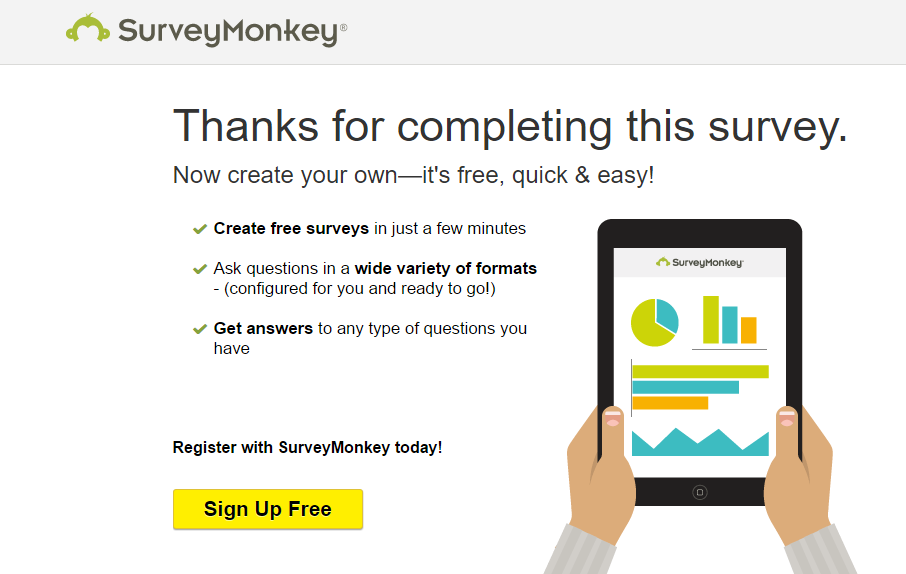 SurveyMonkey®
Thanks for completing this survey.
Now create your own—it's free, quick & easy!
Create free surveys in just a few minutes
Ask questions in a wide variety of formats
- (configured for you and ready to go!)
Get answers to any type of questions you
have
SurveyMonkey
Register with SurveyMonkey today!
Sign Up Free